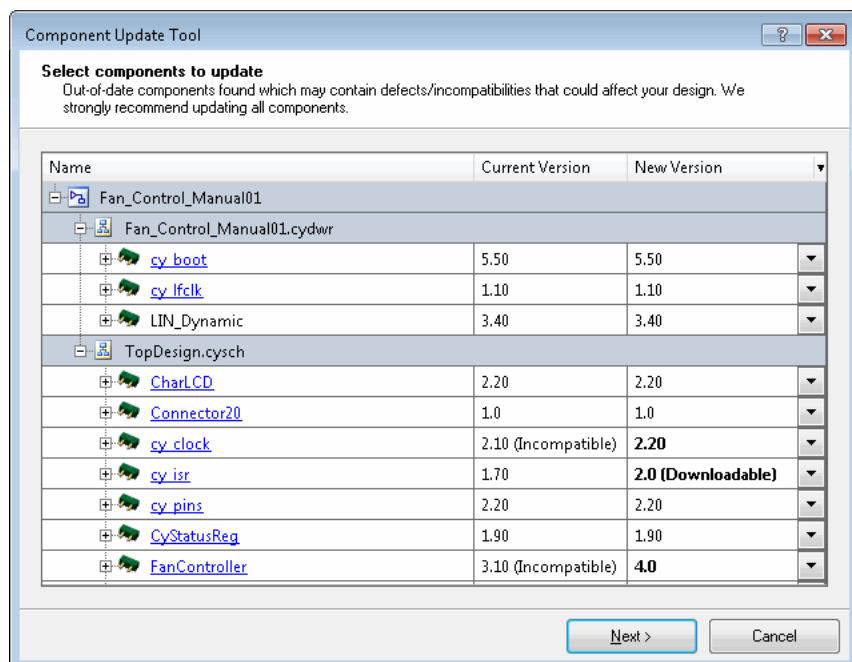 Component Update Tool
Select components to update
Out-of-date components found which may contain defects/incompatibilities that could affect your design. We
strongly recommend updating all components.
Name Current Version New Version
Fan_Control_Manual01
Fan_Control_Manual01.cydwr
cy_boot 5.50 5.50
cy_lfclk 1.10 1.10
LIN_Dynamic 3.40 3.40
TopDesign.cysch
CharLCD 2.20 2.20
Connector20 1.0 1.0
cy_clock 2.10 (Incompatible) 2.20
cy_isr 1.70 2.0 (Downloadable)
cy_pins 2.20 2.20
CyStatusReg 1.90 1.90
FanController 3.10 (Incompatible) 4.0
Next > Cancel